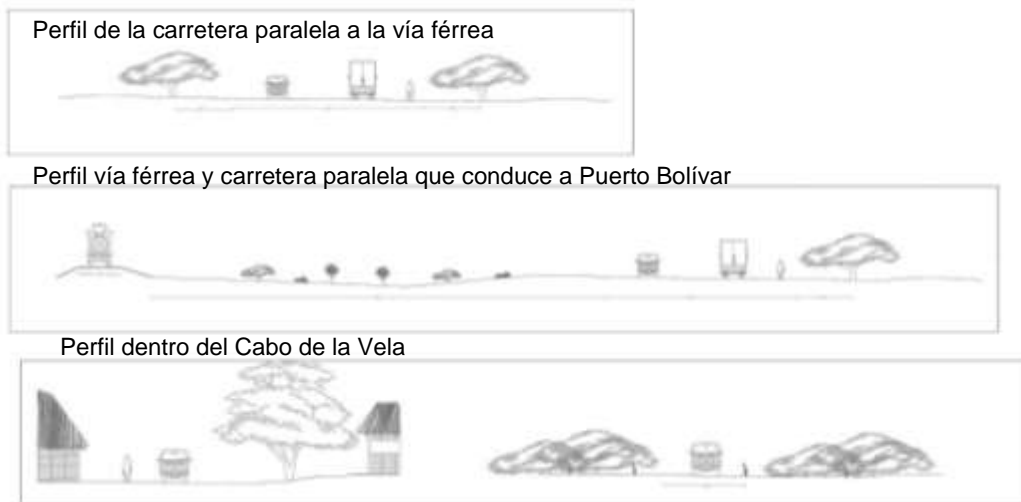 Perfil de la carretera paralela a la vía férrea
Perfil vía férrea y carretera paralela que conduce a Puerto Bolívar
Perfil dentro del Cabo de la Vela